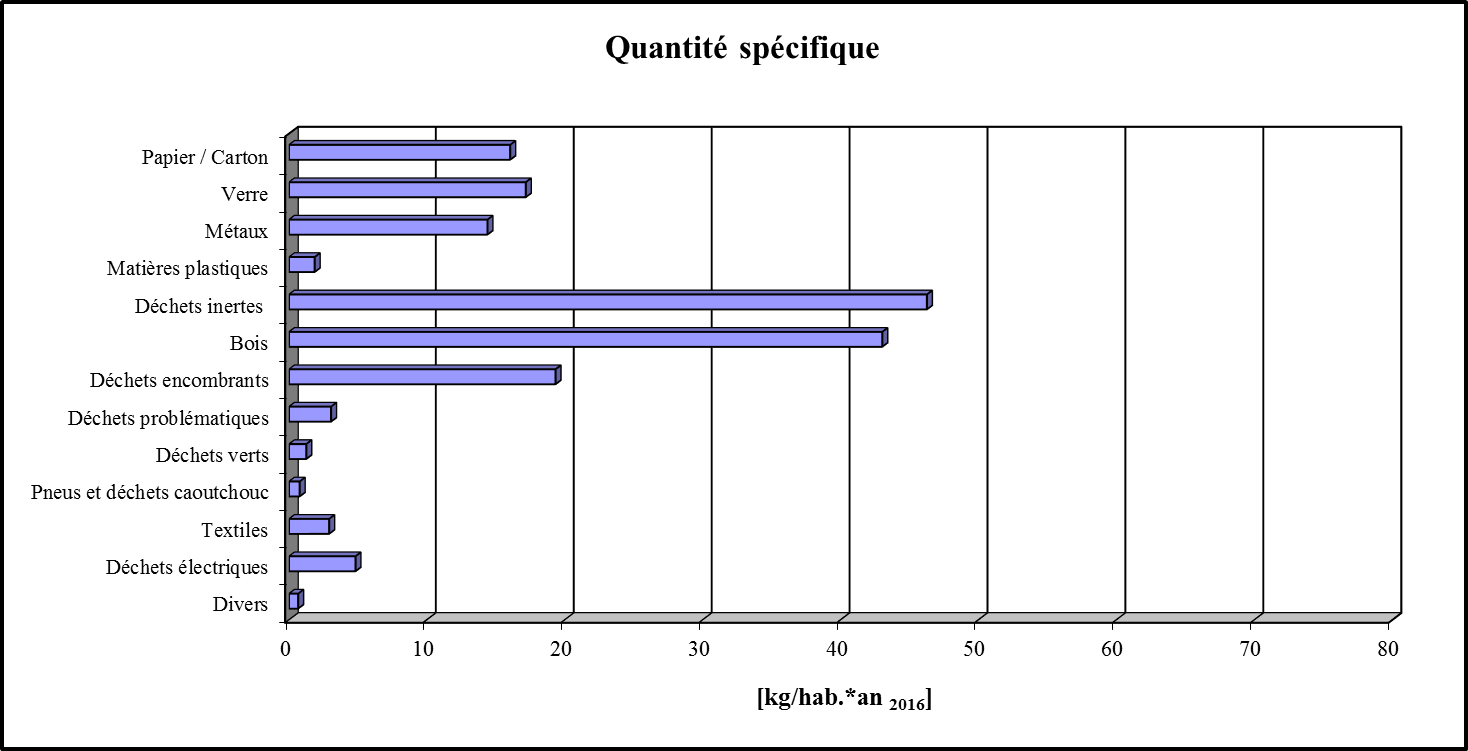 Quantité spécifique
Papier / Carton
Verre
Métaux
Matières plastiques
Déchets inertes
Bois
Déchets encombrants
Déchets problématiques
Déchets verts
Pneus et déchets caoutchouc
Textiles
Déchets électriques
Divers
0 10 20 30 40 50 60 70 80
[kg/hab.*an 2016]